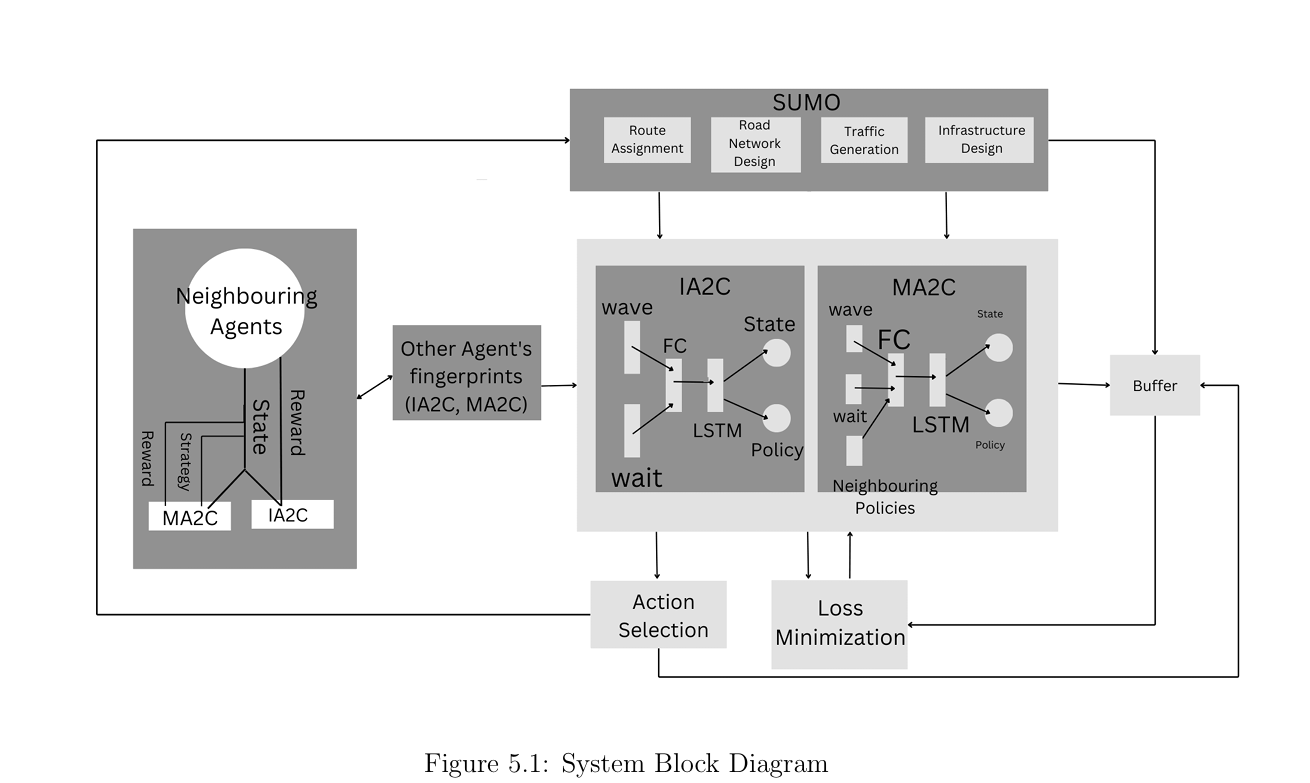 SUMO
Route
Assignment
Road
Network
Design
Traffic
Generation
Infrastructure
Design
Neighbouring
Agents
Reward
Strategy
State
Reward
MA2C
IA2C
Other Agent's
fingerprints
(IA2C, MA2C)
IA2C
wave
FC
State
LSTM
Policy
wait
MA2C
wave
State
FC
wait
LSTM
Policy
Neighbouring
Policies
Buffer
Action
Selection
Loss
Minimization
Figure 5.1: System Block Diagram